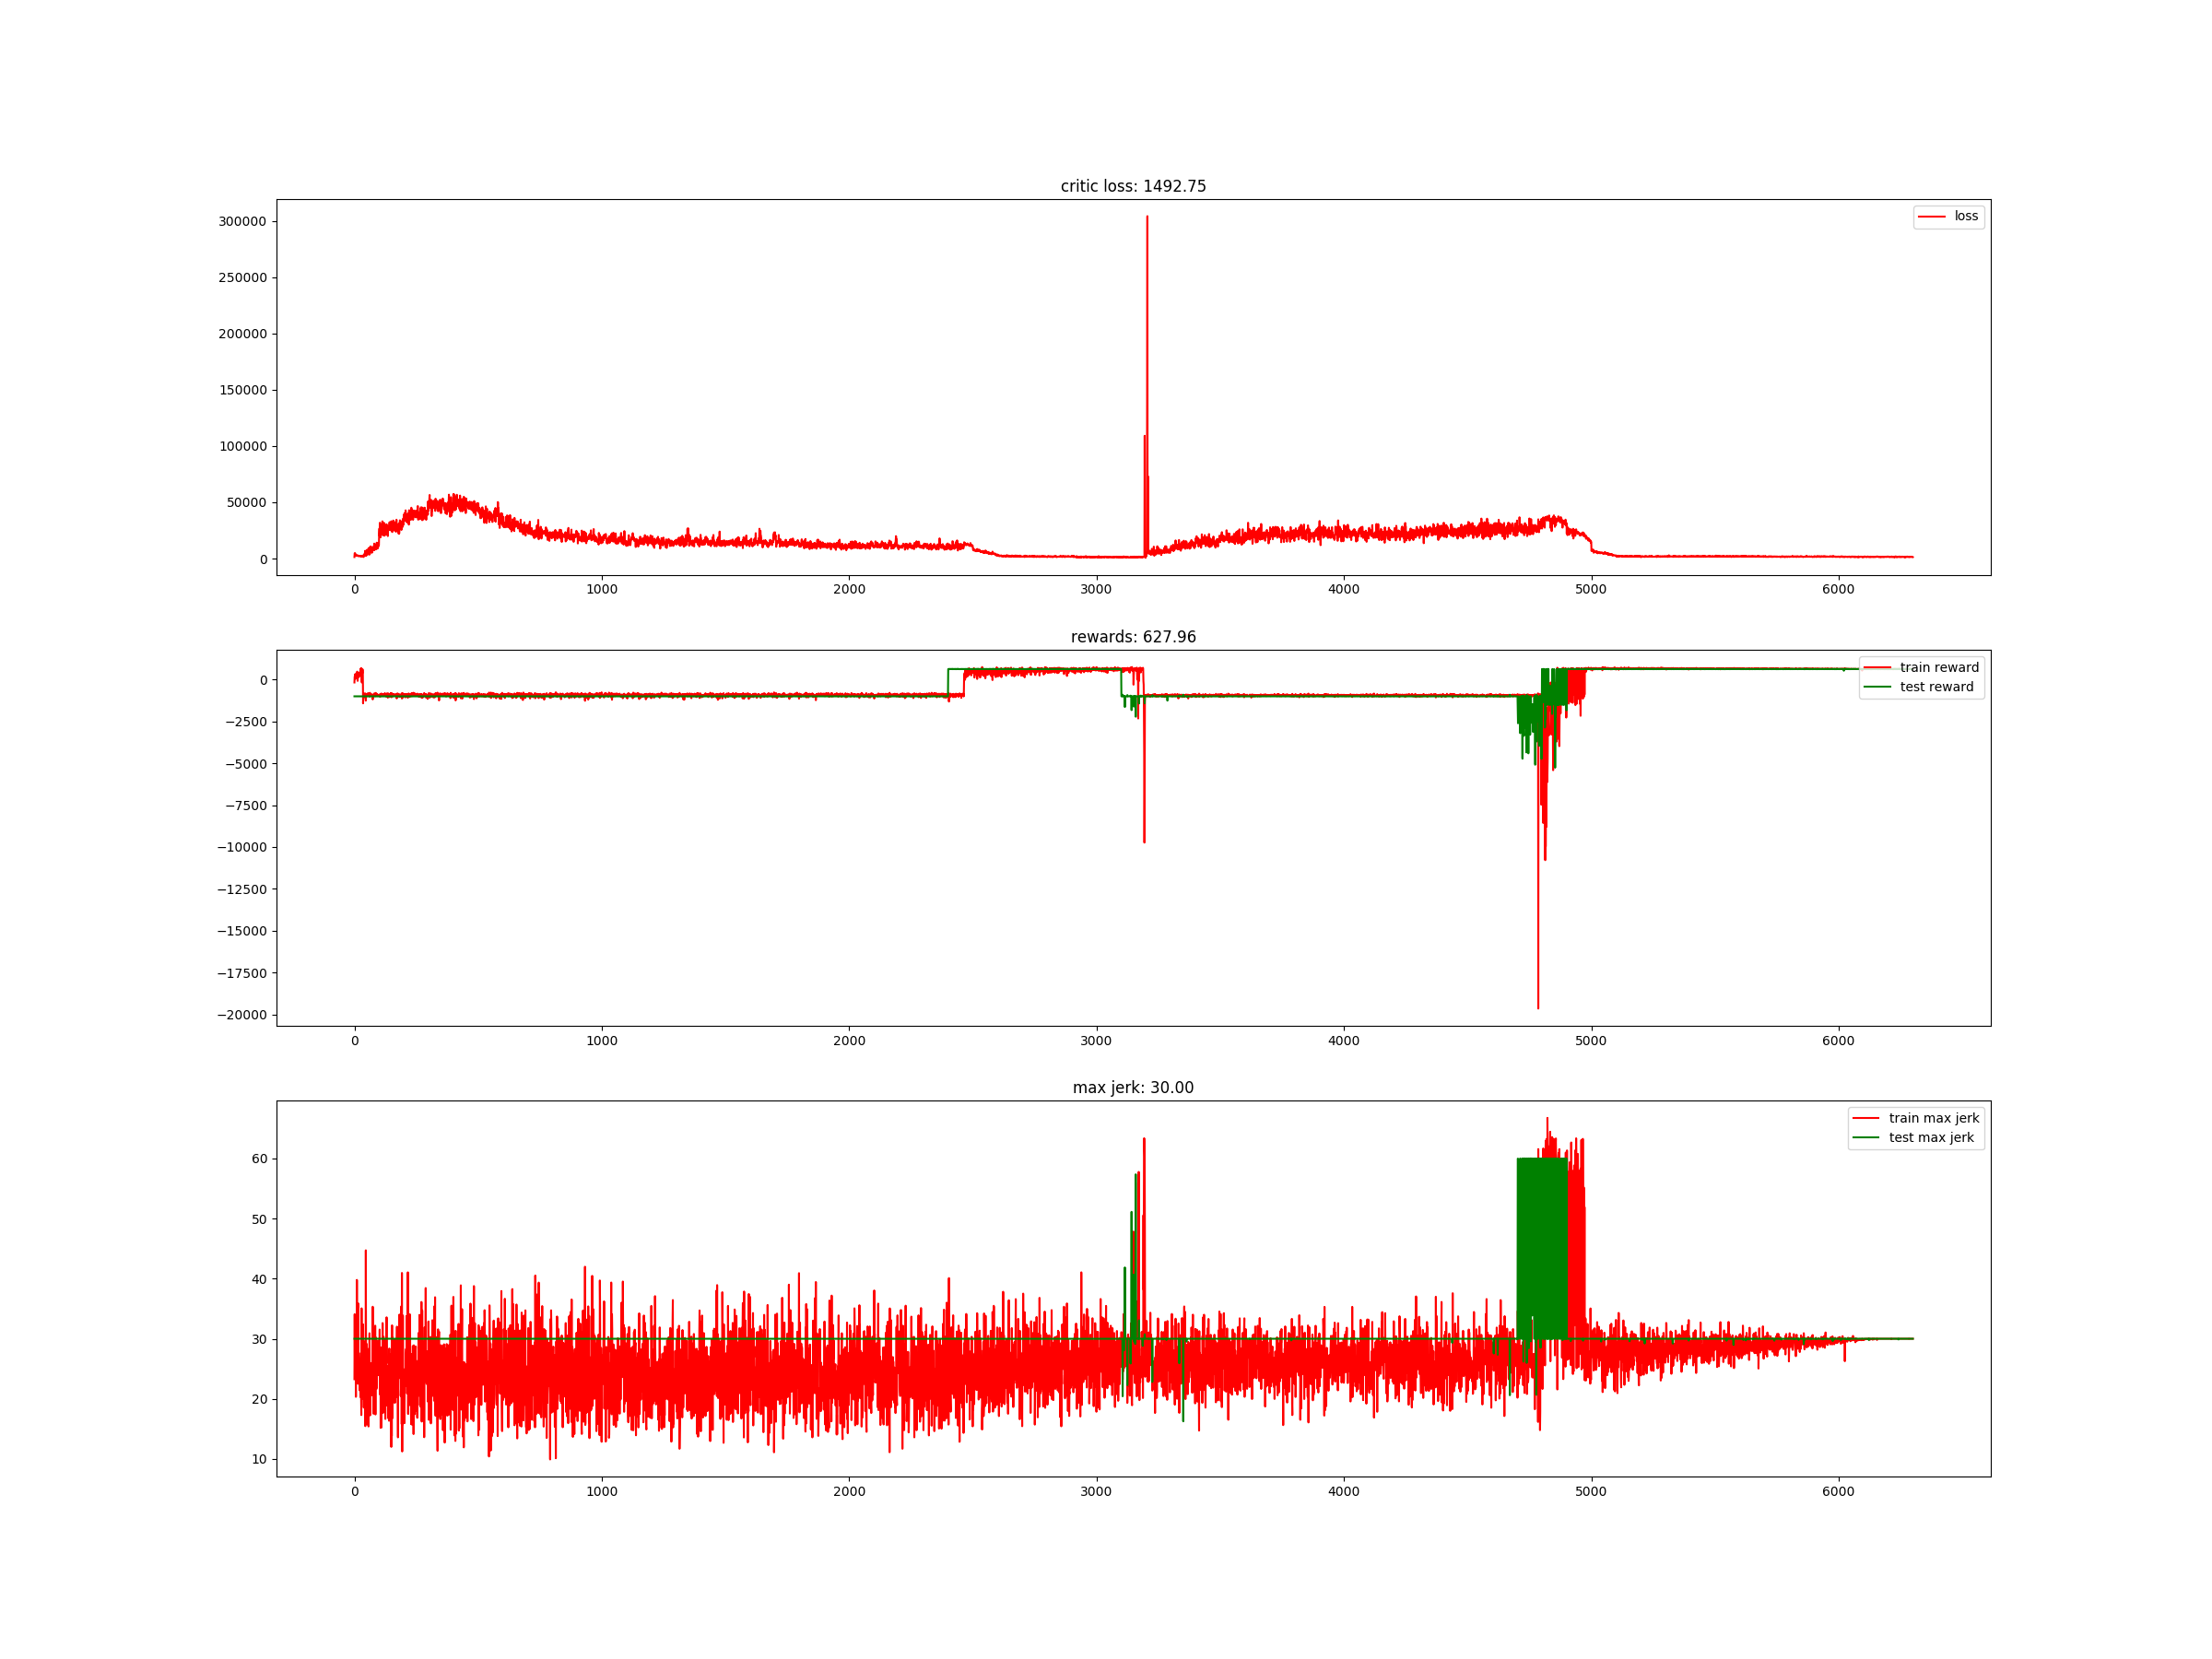 critic loss: 1492.75
loss
300000
250000
200000
150000
100000
50000
0
0 1000 2000 3000 4000 5000 6000
rewards: 627.96
train reward
test reward
0
−2500
−5000
−7500
−10000
−12500
−15000
−17500
−20000
0 1000 2000 3000 4000 5000 6000
max jerk: 30.00
train max jerk
test max jerk
60
50
40
30
20
10
0 1000 2000 3000 4000 5000 6000